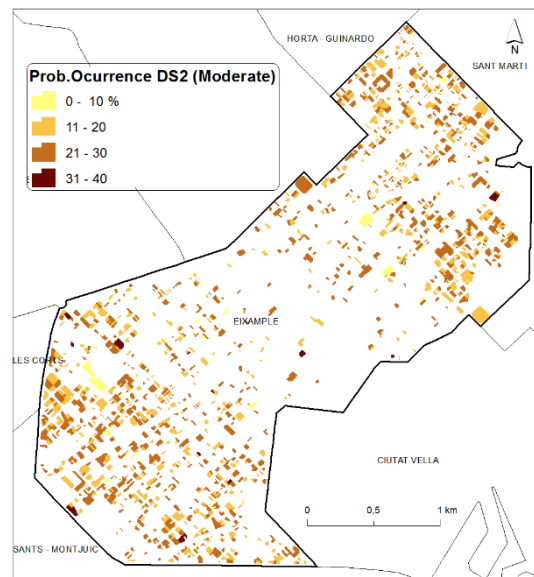 HORTA - GUINARDO
N
SANT MARTI
Prob.Ocurrence DS2 (Moderate)
0 - 10 %
11 - 20
21 - 30
31 - 40
EIXAMPLE
LES CORTS
CIUTAT VELLA
0 0,5 1 km
SANTS - MONTJUIC